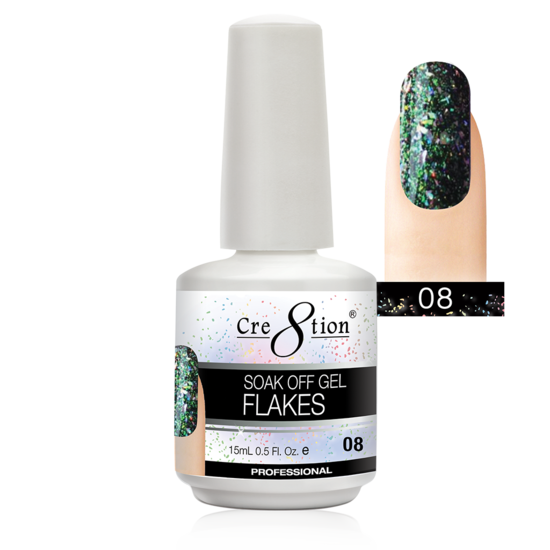 Cre8tion®
SOAK OFF GEL
FLAKES
15mL 0.5 Fl. Oz. e
08
PROFESSIONAL
08